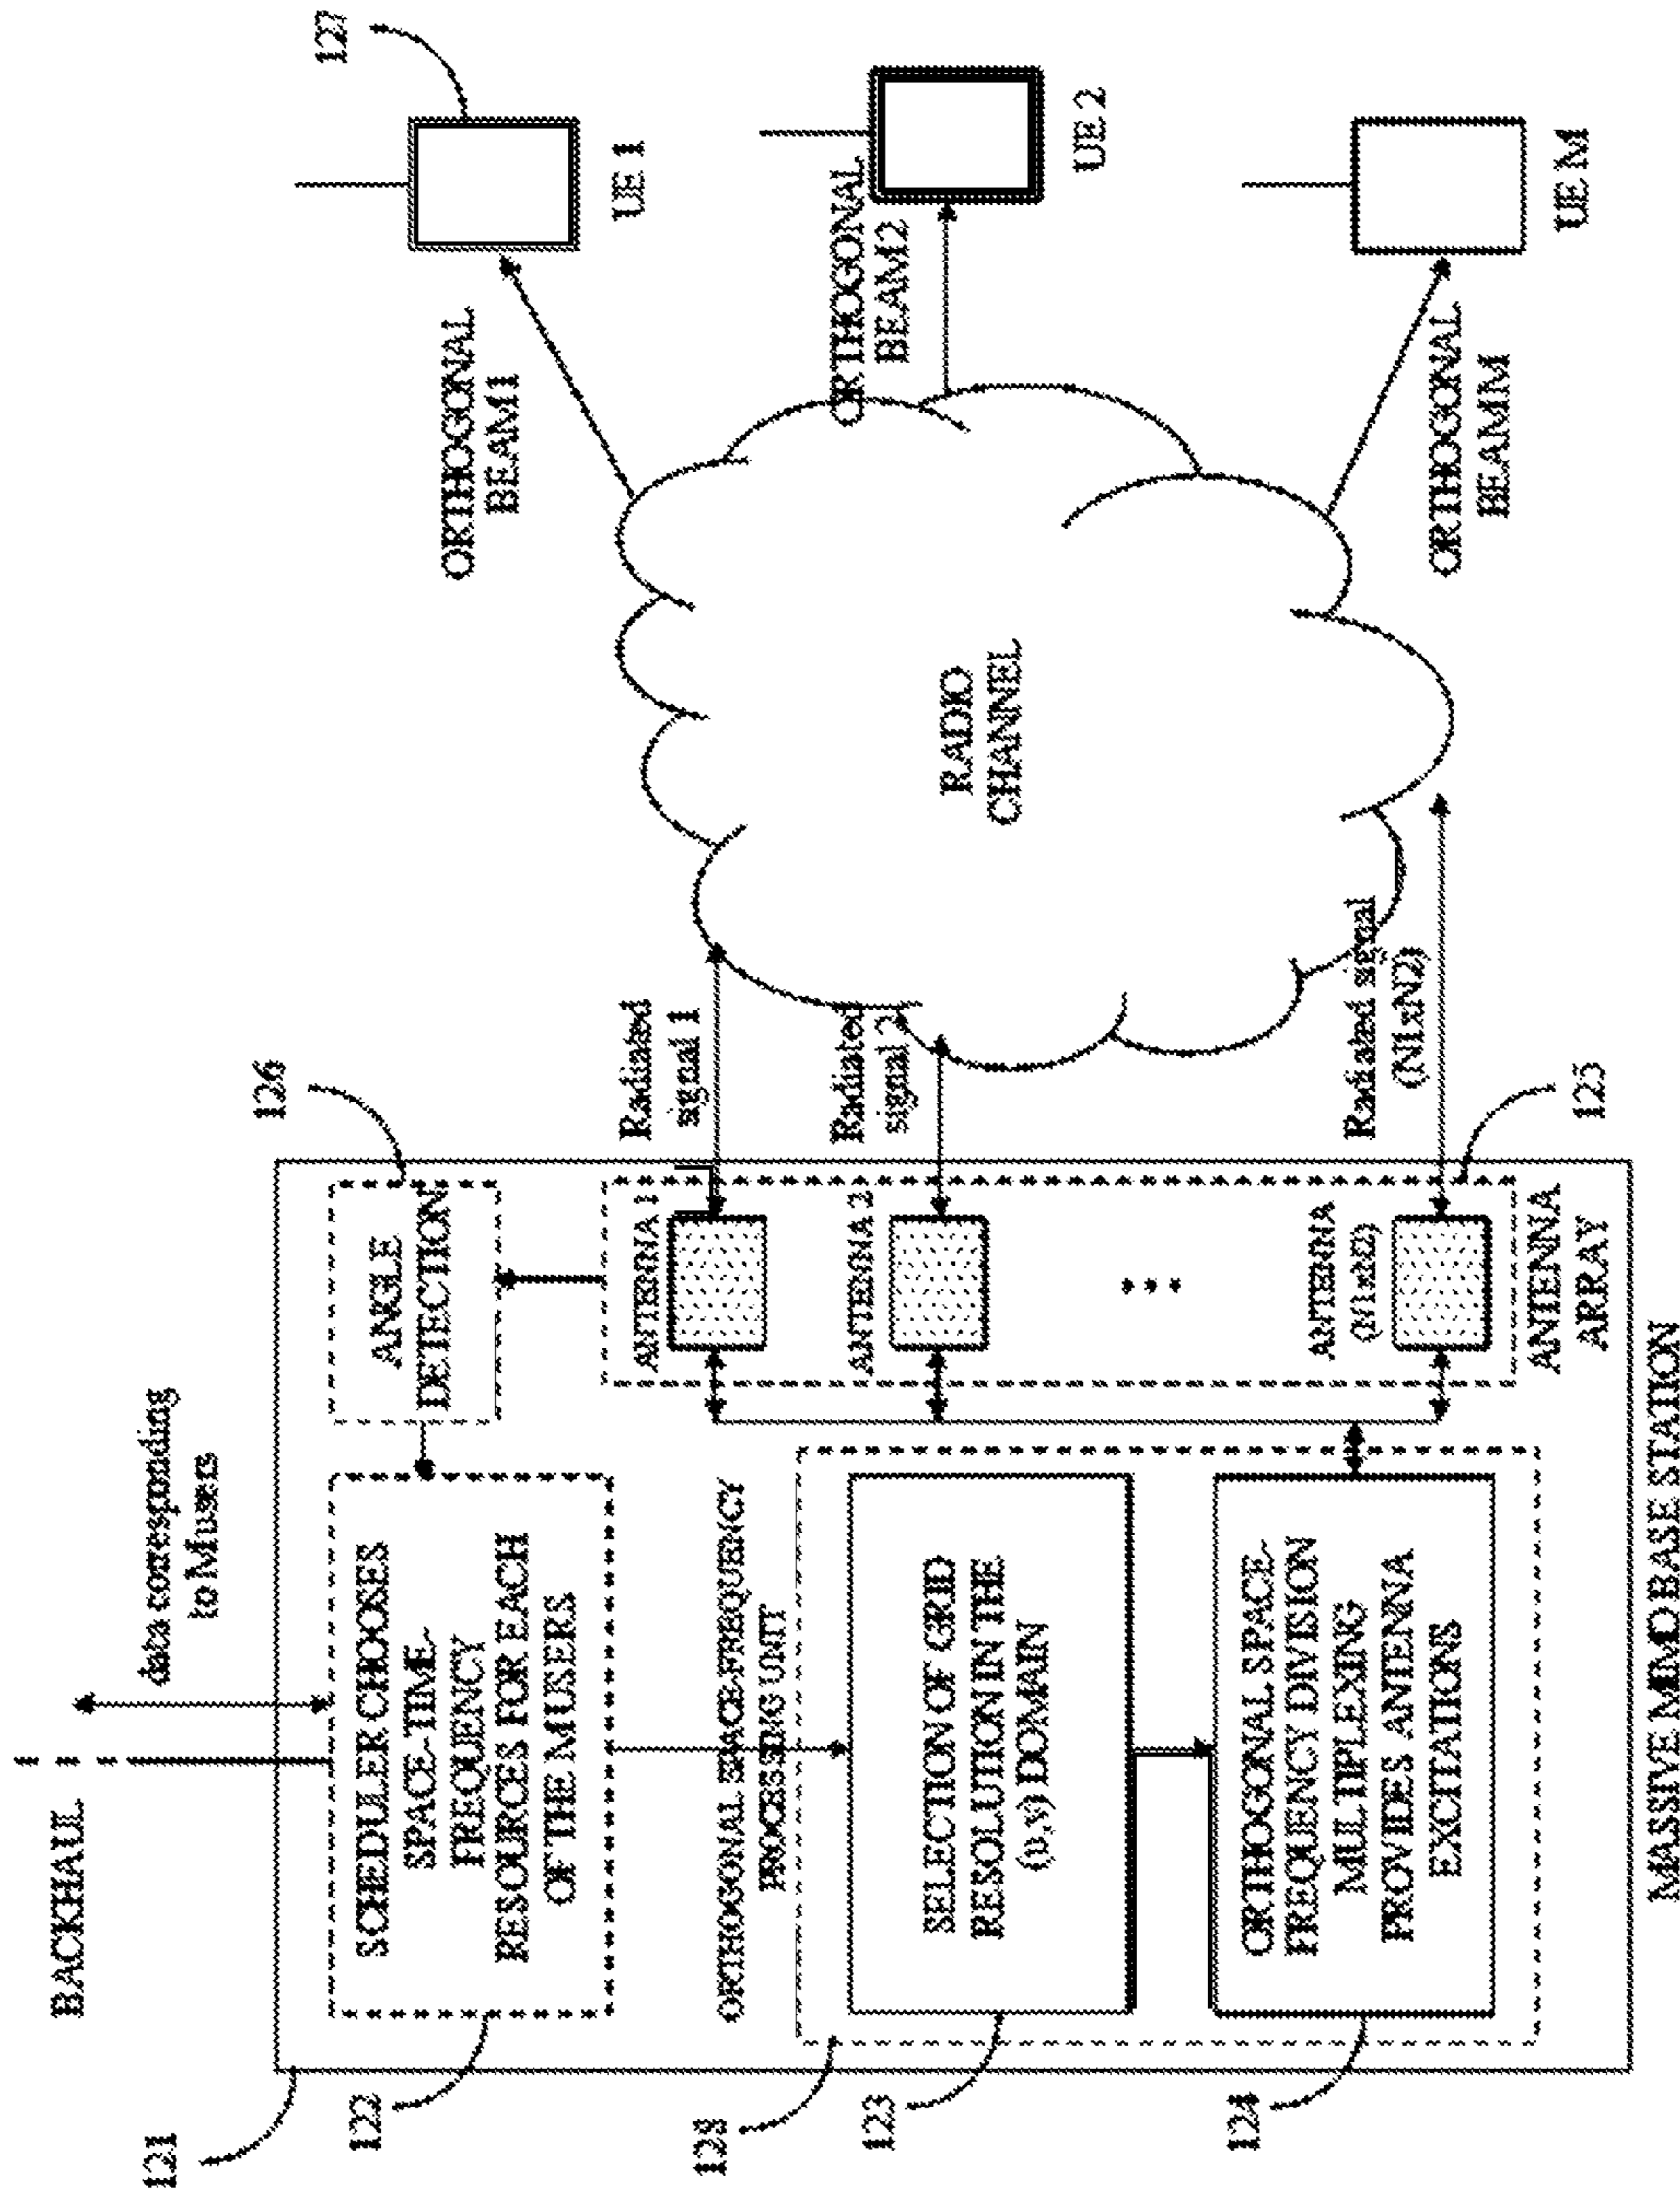 BACKHAUL
data corresponding
to M users
121
122
SCHEDULER CHOOSES
SPACE-TIME-
FREQUENCY
RESOURCES FOR EACH
OF THE M USERS
ANGLE
DETECTION
126
ORTHOGONAL SPACE-FREQUENCY
PROCESSING UNIT
128
123
SELECTION OF GRID
RESOLUTION IN THE
(u,v) DOMAIN
124
ORTHOGONAL SPACE-
FREQUENCY DIVISION
MULTIPLEXING
PROVIDES ANTENNA
EXCITATIONS
ANTENNA 1
ANTENNA 2
...
ANTENNA
(N1xN2)
ANTENNA
ARRAY
125
MASSIVE MIMO BASE STATION
Radiated
signal 1
Radiated
signal 2
Radiated signal
(N1xN2)
RADIO
CHANNEL
ORTHOGONAL
BEAM 1
ORTHOGONAL
BEAM 2
ORTHOGONAL
BEAM M
127
UE 1
UE 2
UE M